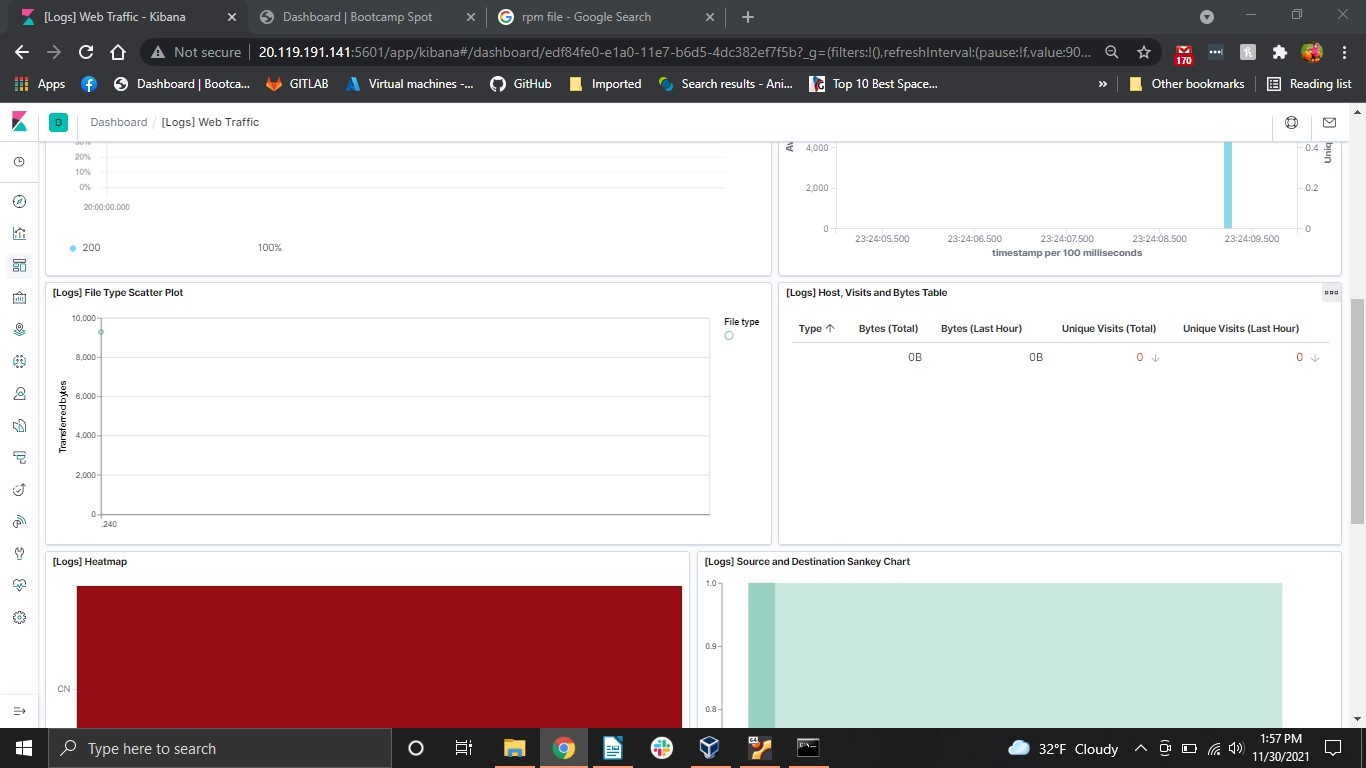 [Logs] Web Traffic - Kibana
Dashboard | Bootcamp Spot
rpm file - Google Search
Not secure
20.119.191.141:5601/app/kibana#/dashboard/edf84fe0-e1a0-11e7-b6d5-4dc382ef7f5b?_g=(filters:!(),refreshInterval:(pause:!f,value:90...
170
Apps
Dashboard | Bootca...
GITLAB
Virtual machines -...
GitHub
Imported
Search results - Ani...
Top 10 Best Space...
»
Other bookmarks
Reading list
D
Dashboard / [Logs] Web Traffic
20%
10%
0%
20:00:00.000
200
100%
4,000
2,000
0
0.4
0.2
0
Uniq
23:24:05.500
23:24:06.500
23:24:07.500
23:24:08.500
23:24:09.500
timestamp per 100 milliseconds
[Logs] File Type Scatter Plot
10,000
8,000
6,000
4,000
2,000
0
Transferred bytes
.240
File type
[Logs] Host, Visits and Bytes Table
Type ↑ Bytes (Total) Bytes (Last Hour) Unique Visits (Total) Unique Visits (Last Hour)
0B 0B 0 ↓ 0 ↓
[Logs] Heatmap
CN
[Logs] Source and Destination Sankey Chart
1.0
0.9
0.8
Type here to search
32°F Cloudy
1:57 PM
11/30/2021